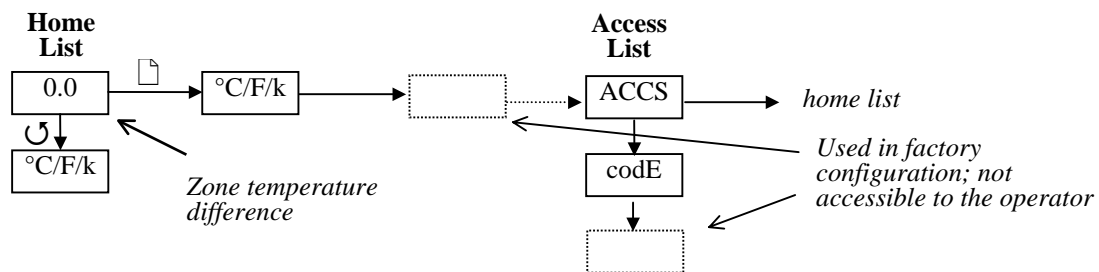 Home
List
Access
List
0.0
°C/F/k
ACCS
home list
°C/F/k
codE
Zone temperature
difference
Used in factory
configuration; not
accessible to the operator